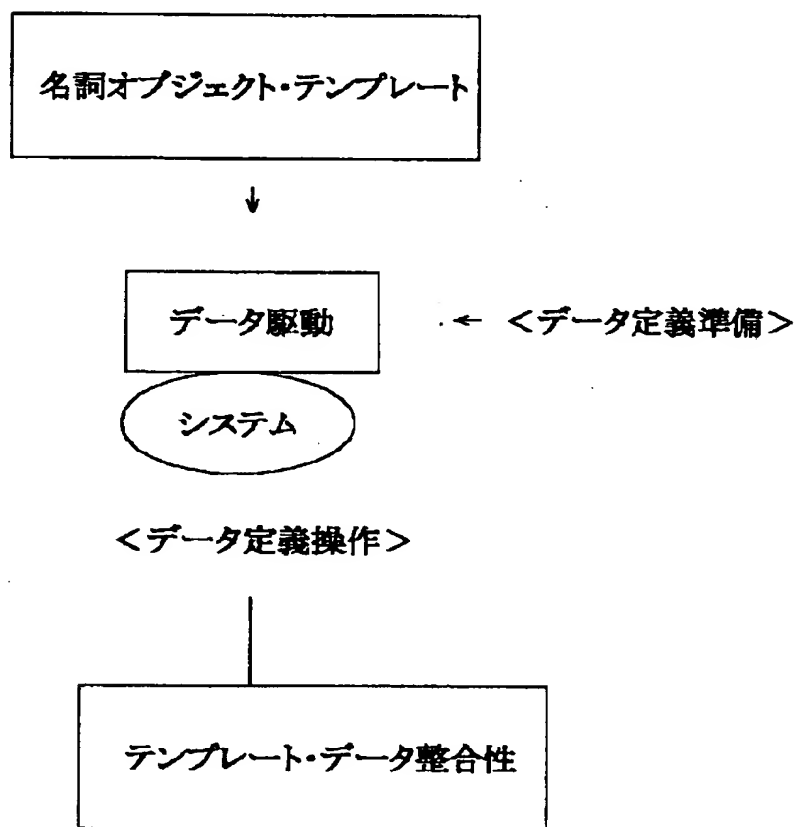 名詞オブジェクト・テンプレート
↓
データ駆動
← <データ定義準備>
システム
<データ定義操作>
テンプレート・データ整合性